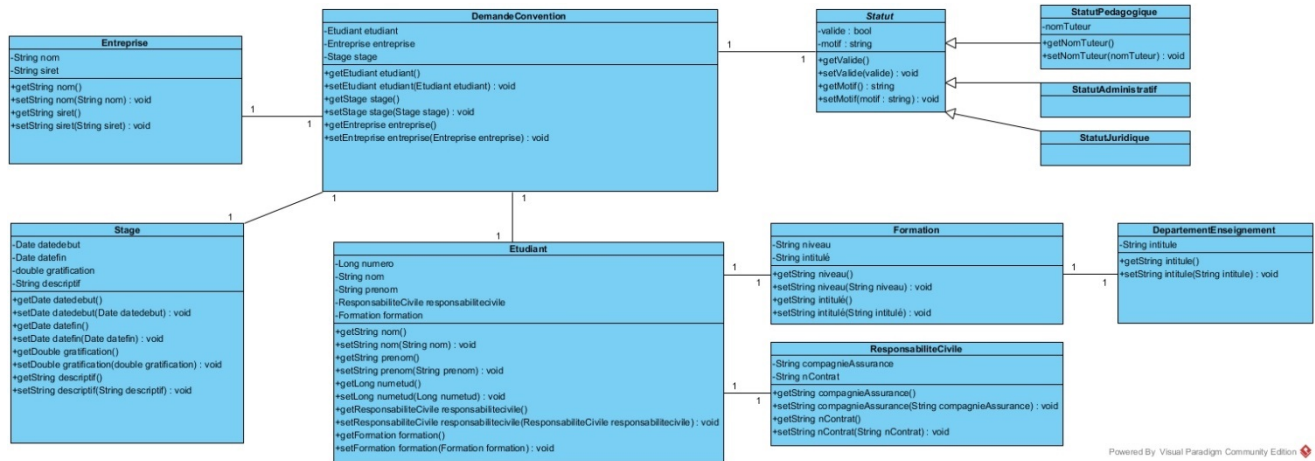 Entreprise
-String nom
-String siret
+getString nom()
+setString nom(String nom) : void
+getString siret()
+setString siret(String siret) : void
1
1
DemandeConvention
-Etudiant etudiant
-Entreprise entreprise
-Stage stage
+getEtudiant etudiant()
+setEtudiant etudiant(Etudiant etudiant) : void
+getStage stage()
+setStage stage(Stage stage) : void
+getEntreprise entreprise()
+setEntreprise entreprise(Entreprise entreprise) : void
1
1
Statut
-valide : bool
-motif : string
+getValide()
+setValide(valide) : void
+getMotif() : string
+setMotif(motif : string) : void
StatutPedagogique
-nomTuteur
+getNomTuteur()
+setNomTuteur(nomTuteur) : void
StatutAdministratif
StatutJuridique
1
1
1
1
Stage
-Date datedebut
-Date datefin
-double gratification
-String descriptif
+getDate datedebut()
+setDate datedebut(Date datedebut) : void
+getDate datefin()
+setDate datefin(Date datefin) : void
+getDouble gratification()
+setDouble gratification(double gratification) : void
+getString descriptif()
+setString descriptif(String descriptif) : void
Etudiant
-Long numero
-String nom
-String prenom
-ResponsabiliteCivile responsabilitecivile
-Formation formation
+getString nom()
+setString nom(String nom) : void
+getString prenom()
+setString prenom(String prenom) : void
+getLong numetud()
+setLong numetud(Long numetud) : void
+getResponsabiliteCivile responsabilitecivile()
+setResponsabiliteCivile responsabilitecivile(ResponsabiliteCivile responsabilitecivile) : void
+getFormation formation()
+setFormation formation(Formation formation) : void
1
1
Formation
-String niveau
-String intitulé
+getString niveau()
+setString niveau(String niveau) : void
+getString intitulé()
+setString intitulé(String intitulé) : void
1
1
DepartementEnseignement
-String intitule
+getString intitule()
+setString intitule(String intitule) : void
1
1
ResponsabiliteCivile
-String compagnieAssurance
-String nContrat
+getString compagnieAssurance()
+setString compagnieAssurance(String compagnieAssurance) : void
+getString nContrat()
+setString nContrat(String nContrat) : void
Powered By Visual Paradigm Community Edition